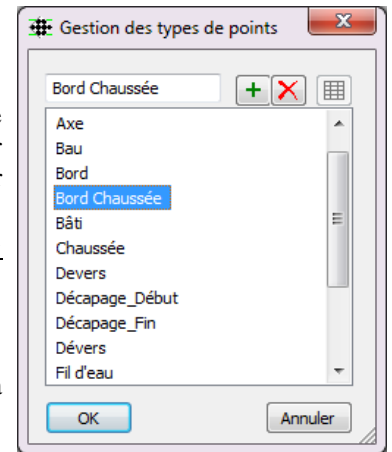 Gestion des types de points
Bord Chaussée
Axe
Bau
Bord
Bord Chaussée
Bâti
Chaussée
Devers
Décapage_Début
Décapage_Fin
Dévers
Fil d'eau
OK
Annuler